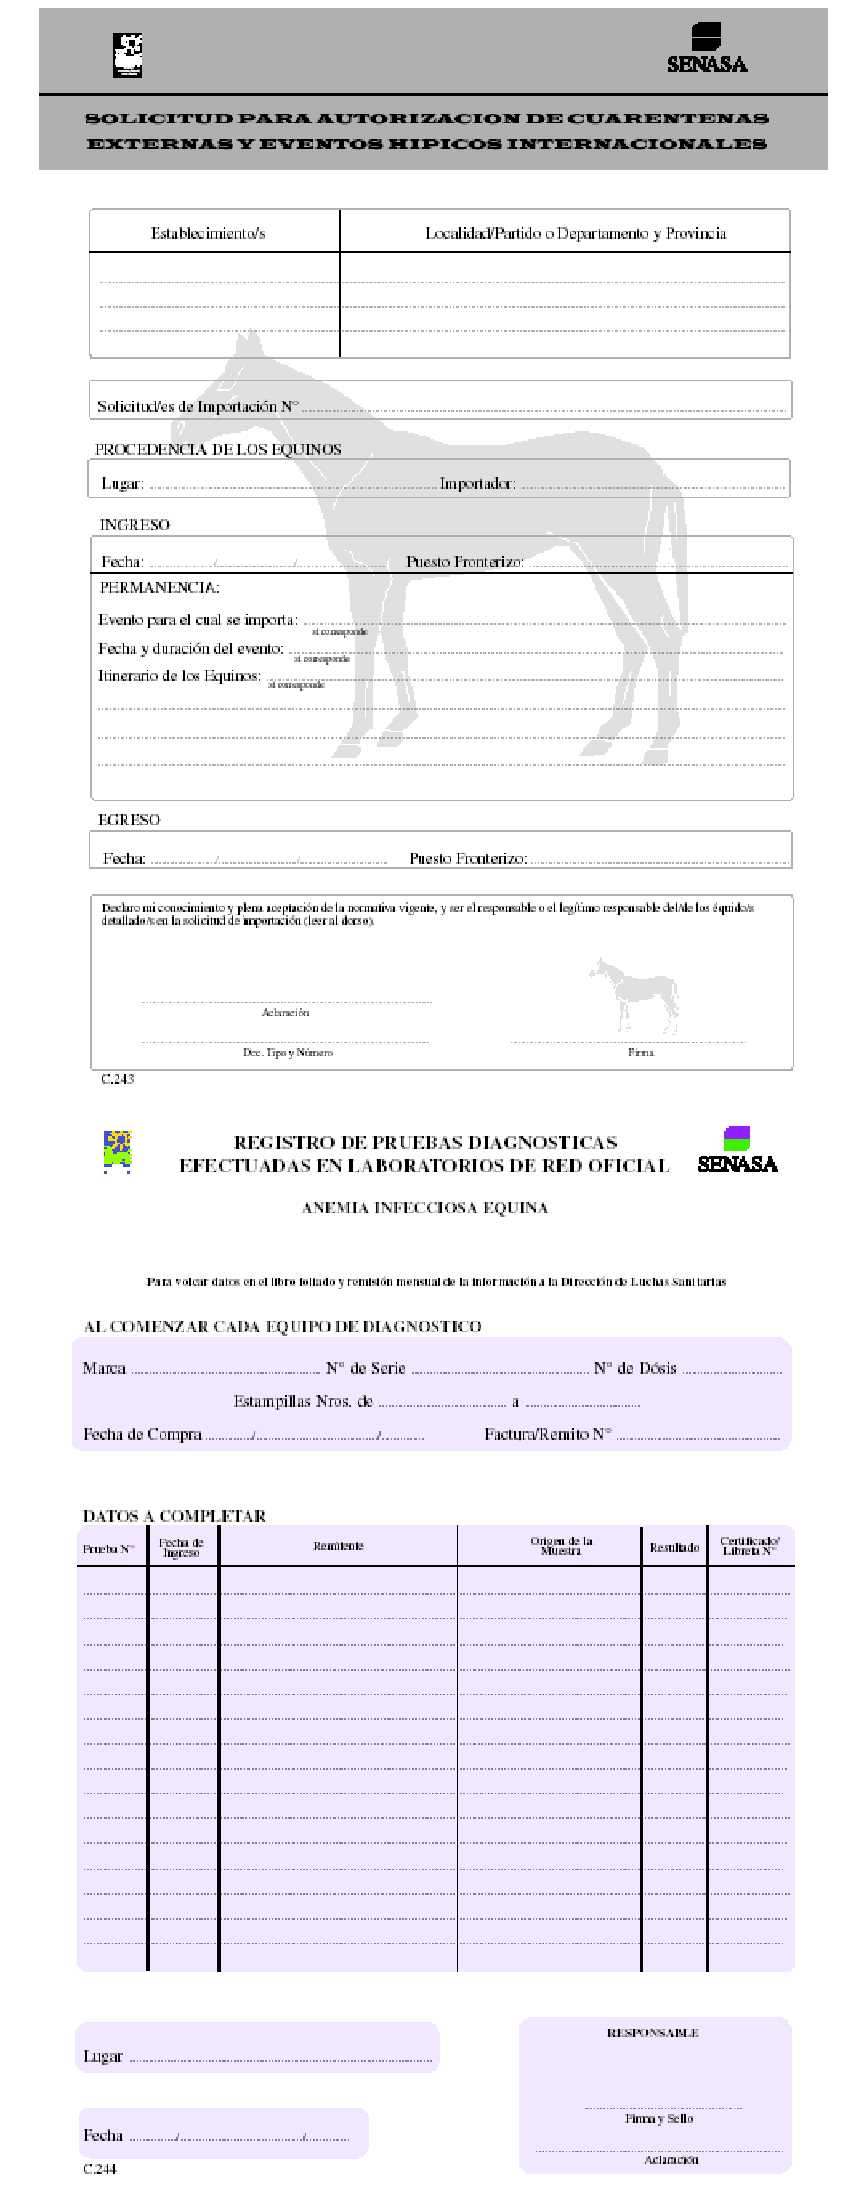 SENASA
SOLICITUD PARA AUTORIZACION DE CUARENTENAS
EXTERNAS Y EVENTOS HIPICOS INTERNACIONALES
Establecimiento/s Localidad/Partido o Departamento y Provincia
Solicitud/es de Importación N°
PROCEDENCIA DE LOS EQUINOS
Lugar: Importador:
INGRESO
Fecha: / / Puesto Fronterizo:
PERMANENCIA:
Evento para el cual se importa:
si corresponde
Fecha y duración del evento:
si corresponde
Itinerario de los Equinos:
si corresponde
EGRESO
Fecha: / / Puesto Fronterizo:
Declaro mi conocimiento y plena aceptación de la normativa vigente, y ser el responsable o el legítimo responsable del/de los équido/s
detallado/s en la solicitud de importación (leer al dorso).
Aclaración
Doc. Tipo y Número Firma
C.243
REGISTRO DE PRUEBAS DIAGNOSTICAS
EFECTUADAS EN LABORATORIOS DE RED OFICIAL
SENASA
ANEMIA INFECCIOSA EQUINA
Para volcar datos en el libro foliado y remisión mensual de la información a la Dirección de Luchas Sanitarias
AL COMENZAR CADA EQUIPO DE DIAGNOSTICO
Marca N° de Serie N° de Dósis
Estampillas Nros. de a
Fecha de Compra / / Factura/Remito N°
DATOS A COMPLETAR
Prueba N° Fecha de Ingreso Remitente Origen de la Muestra Resultado Certificado/ Libreta N°
RESPONSABLE
Lugar
Firma y Sello
Fecha / /
Aclaración
C.244